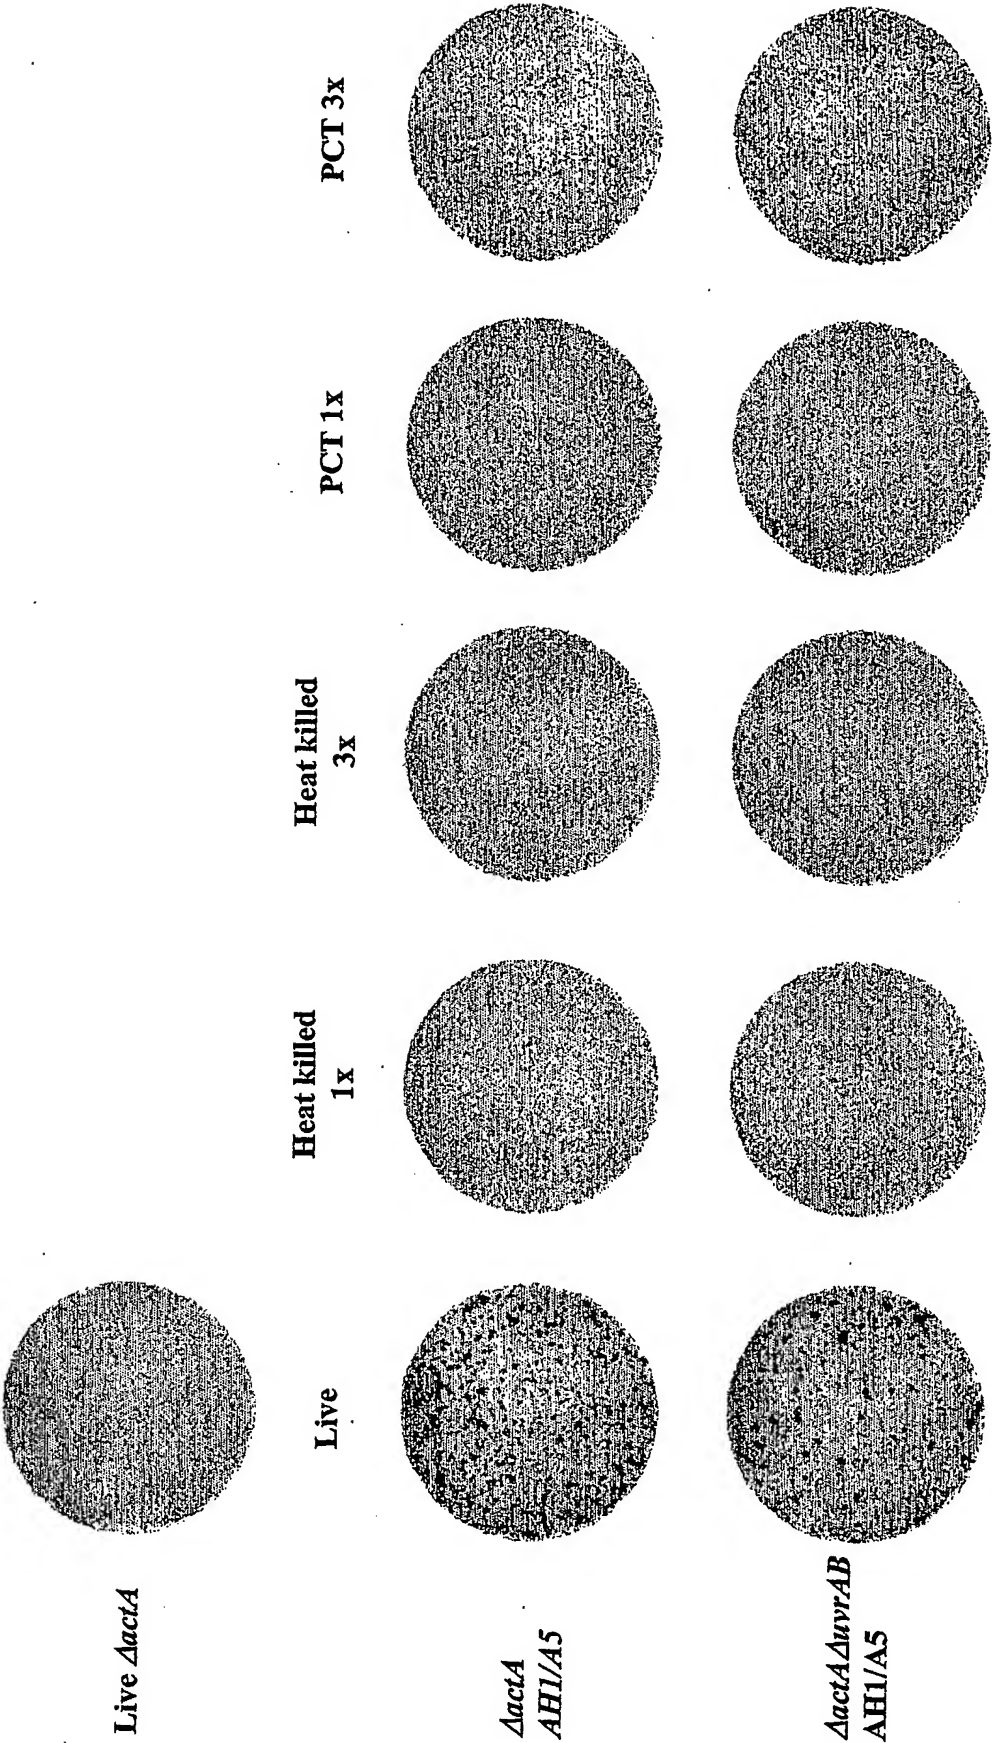 Live ΔactA
Live
Heat killed
1x
Heat killed
3x
PCT 1x
PCT 3x
ΔactA
AH1/A5
ΔactAΔuvrAB
AH1/A5